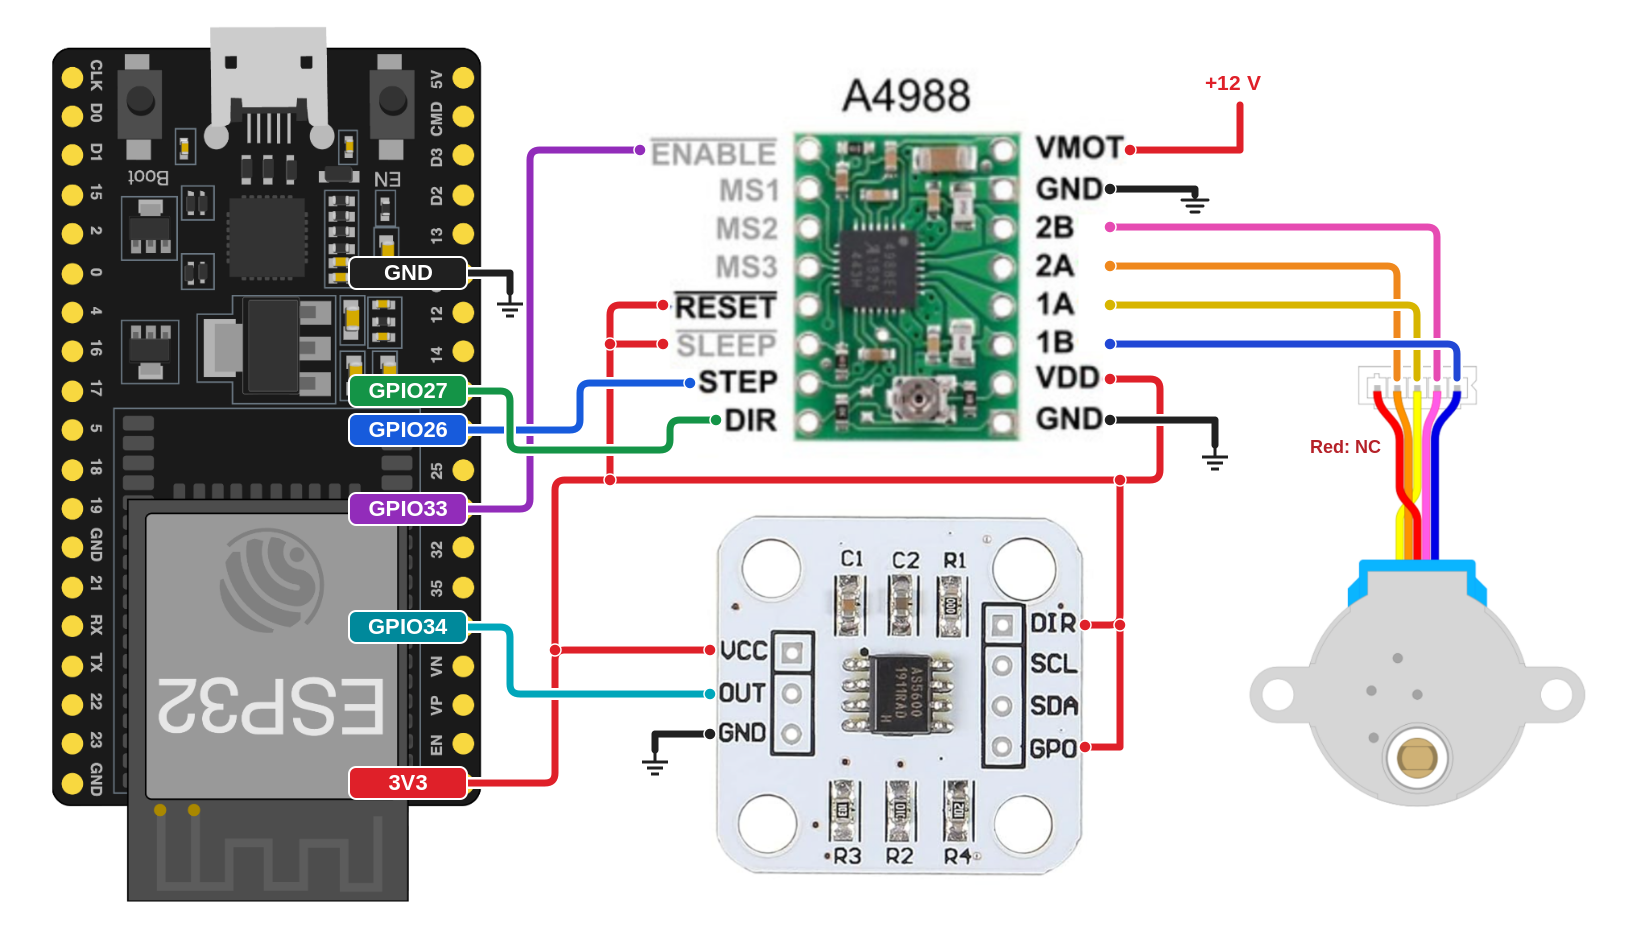 CLK
D0
D1
15
2
0
4
16
17
5
18
19
GND
21
RX
TX
22
23
GND
Boot
EN
5V
CMD
D3
D2
13
GND
12
14
GPIO27
GPIO26
25
GPIO33
32
35
GPIO34
VN
VP
EN
3V3
ESP32
A4988
ENABLE
MS1
MS2
MS3
RESET
SLEEP
STEP
DIR
VMOT
GND
2B
2A
1A
1B
VDD
GND
+12 V
Red: NC
C1
C2
R1
VCC
OUT
GND
AS5600
191IRAD
H
DIR
SCL
SDA
GPO
R3
R2
R4